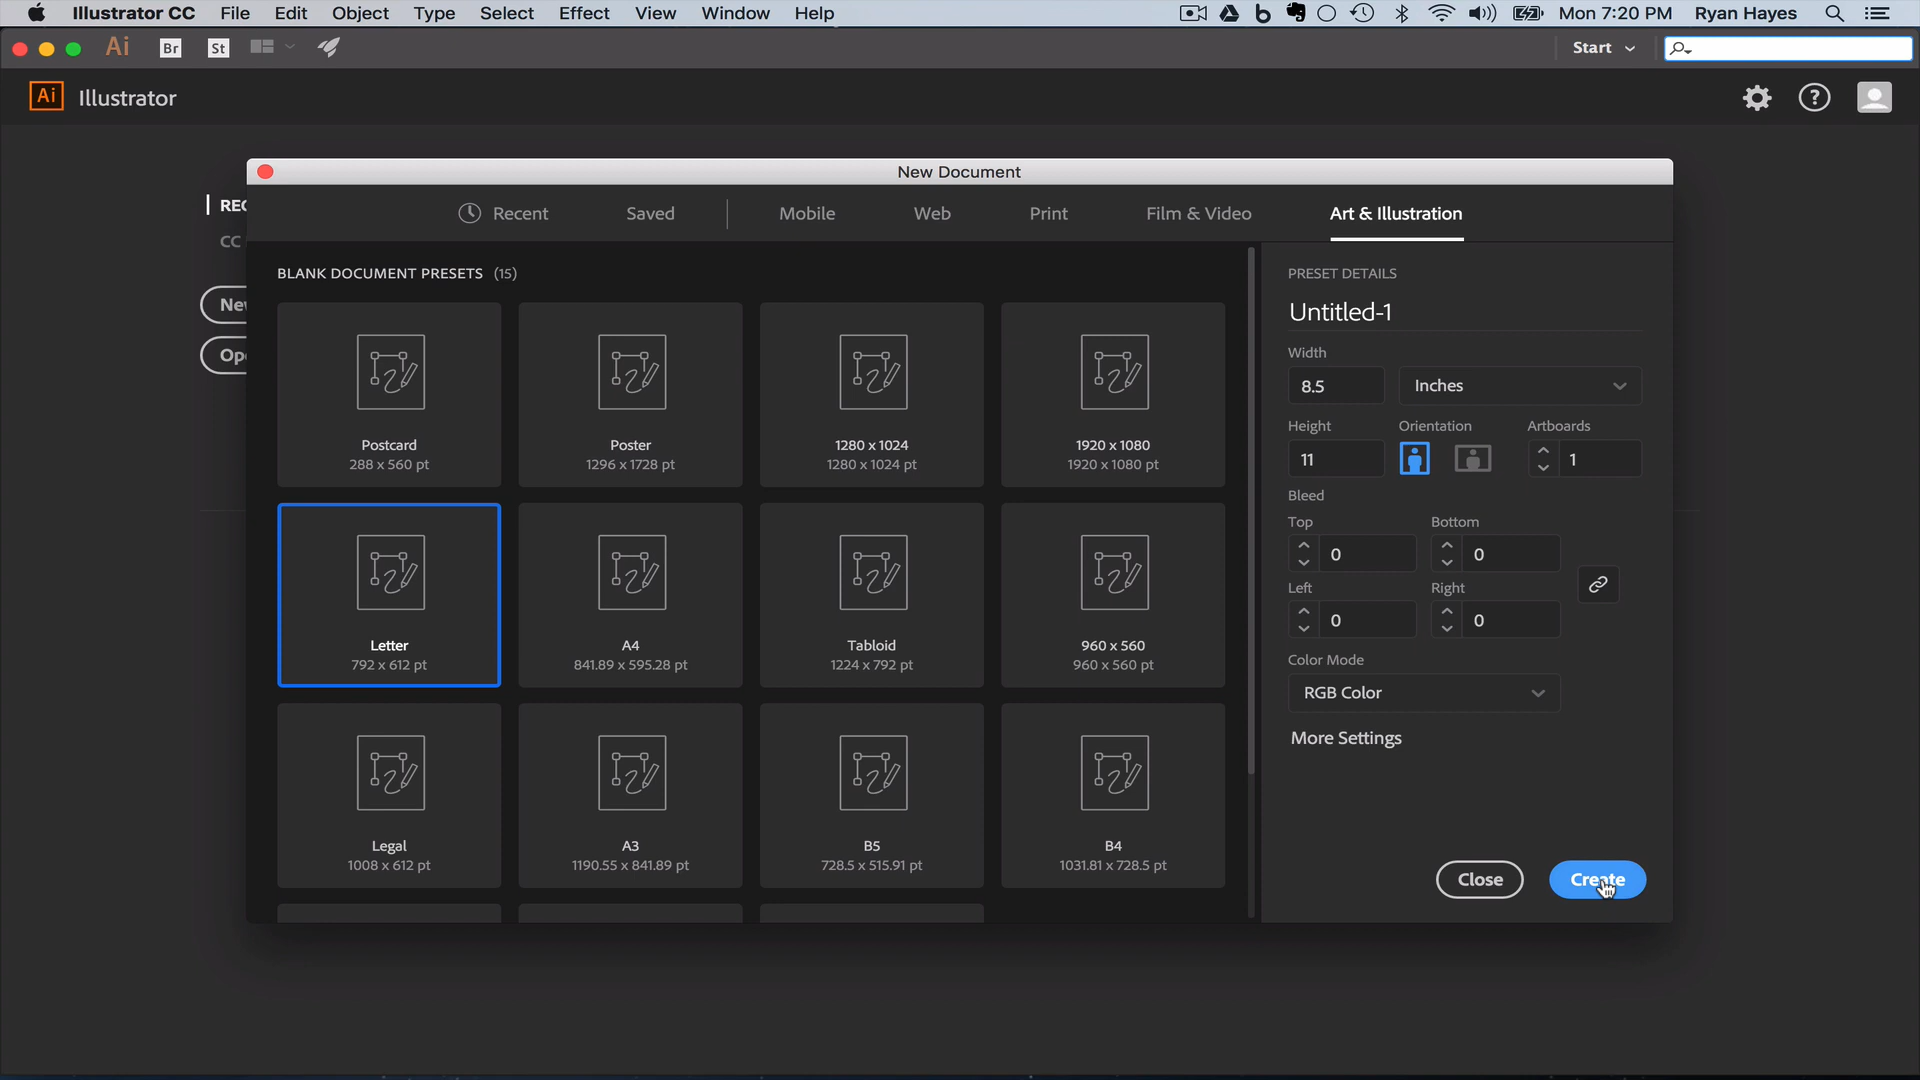 Illustrator CC File Edit Object Type Select Effect View Window Help Mon 7:20 PM Ryan Hayes
Ai Br St Start
Ai Illustrator
New Document
REC
CC
New
Ope
Recent Saved Mobile Web Print Film & Video Art & Illustration
BLANK DOCUMENT PRESETS (15)
Postcard
288 x 560 pt
Poster
1296 x 1728 pt
1280 x 1024
1280 x 1024 pt
1920 x 1080
1920 x 1080 pt
Letter
792 x 612 pt
A4
841.89 x 595.28 pt
Tabloid
1224 x 792 pt
960 x 560
960 x 560 pt
Legal
1008 x 612 pt
A3
1190.55 x 841.89 pt
B5
728.5 x 515.91 pt
B4
1031.81 x 728.5 pt
PRESET DETAILS
Untitled-1
Width
8.5 Inches
Height Orientation Artboards
11 1
Bleed
Top Bottom
0 0
Left Right
0 0
Color Mode
RGB Color
More Settings
Close Create